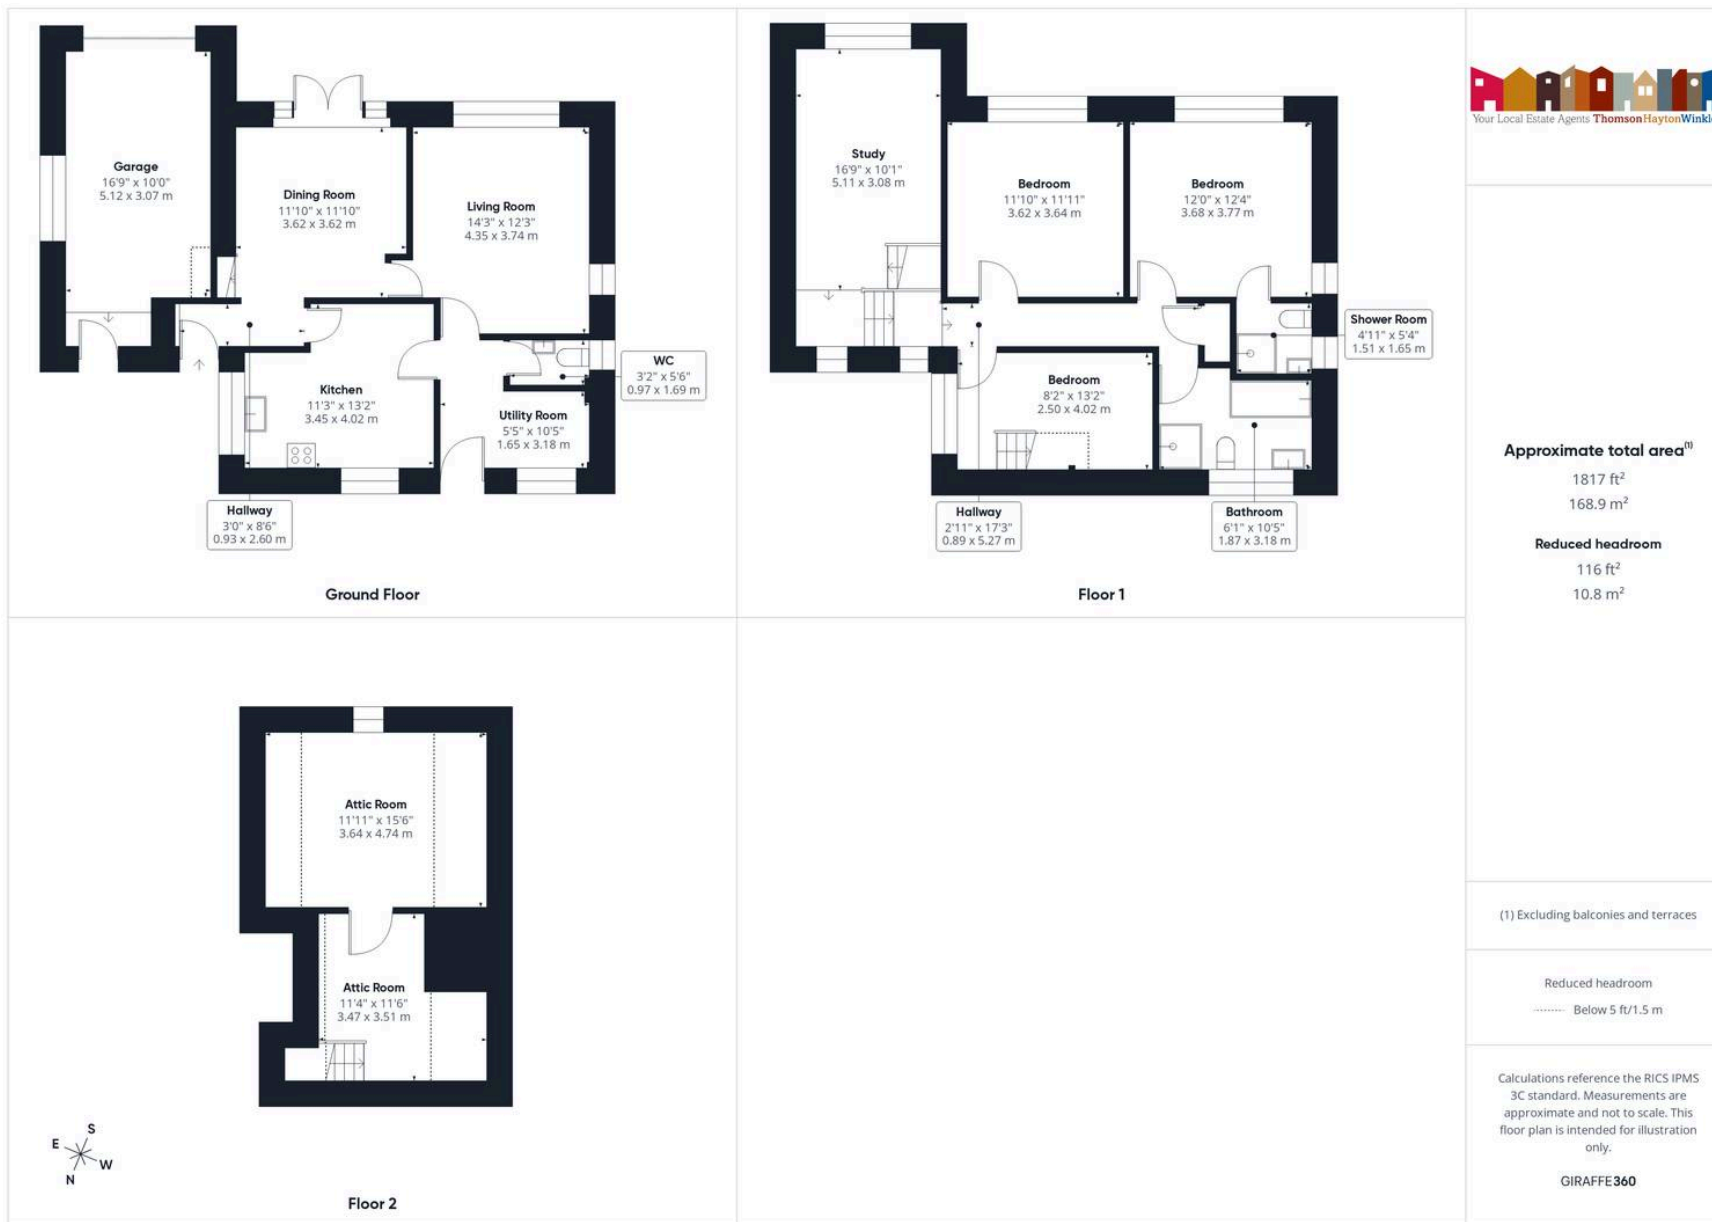 Garage
16'9" x 10'0"
5.12 x 3.07 m
Dining Room
11'10" x 11'10"
3.62 x 3.62 m
Living Room
14'3" x 12'3"
4.35 x 3.74 m
WC
3'2" x 5'6"
0.97 x 1.69 m
Kitchen
11'3" x 13'2"
3.45 x 4.02 m
Utility Room
5'5" x 10'5"
1.65 x 3.18 m
Hallway
3'0" x 8'6"
0.93 x 2.60 m
Ground Floor
Study
16'9" x 10'1"
5.11 x 3.08 m
Bedroom
11'10" x 11'11"
3.62 x 3.64 m
Bedroom
12'0" x 12'4"
3.68 x 3.77 m
Shower Room
4'11" x 5'4"
1.51 x 1.65 m
Bedroom
8'2" x 13'2"
2.50 x 4.02 m
Hallway
2'11" x 17'3"
0.89 x 5.27 m
Bathroom
6'1" x 10'5"
1.87 x 3.18 m
Floor 1
Attic Room
11'11" x 15'6"
3.64 x 4.74 m
Attic Room
11'4" x 11'6"
3.47 x 3.51 m
S
E
W
N
Floor 2
Your Local Estate Agents ThomsonHaytonWinkl
Approximate total area(1)
1817 ft²
168.9 m²
Reduced headroom
116 ft²
10.8 m²
(1) Excluding balconies and terraces
Reduced headroom
Below 5 ft/1.5 m
Calculations reference the RICS IPMS
3C standard. Measurements are
approximate and not to scale. This
floor plan is intended for illustration
only.
GIRAFFE360